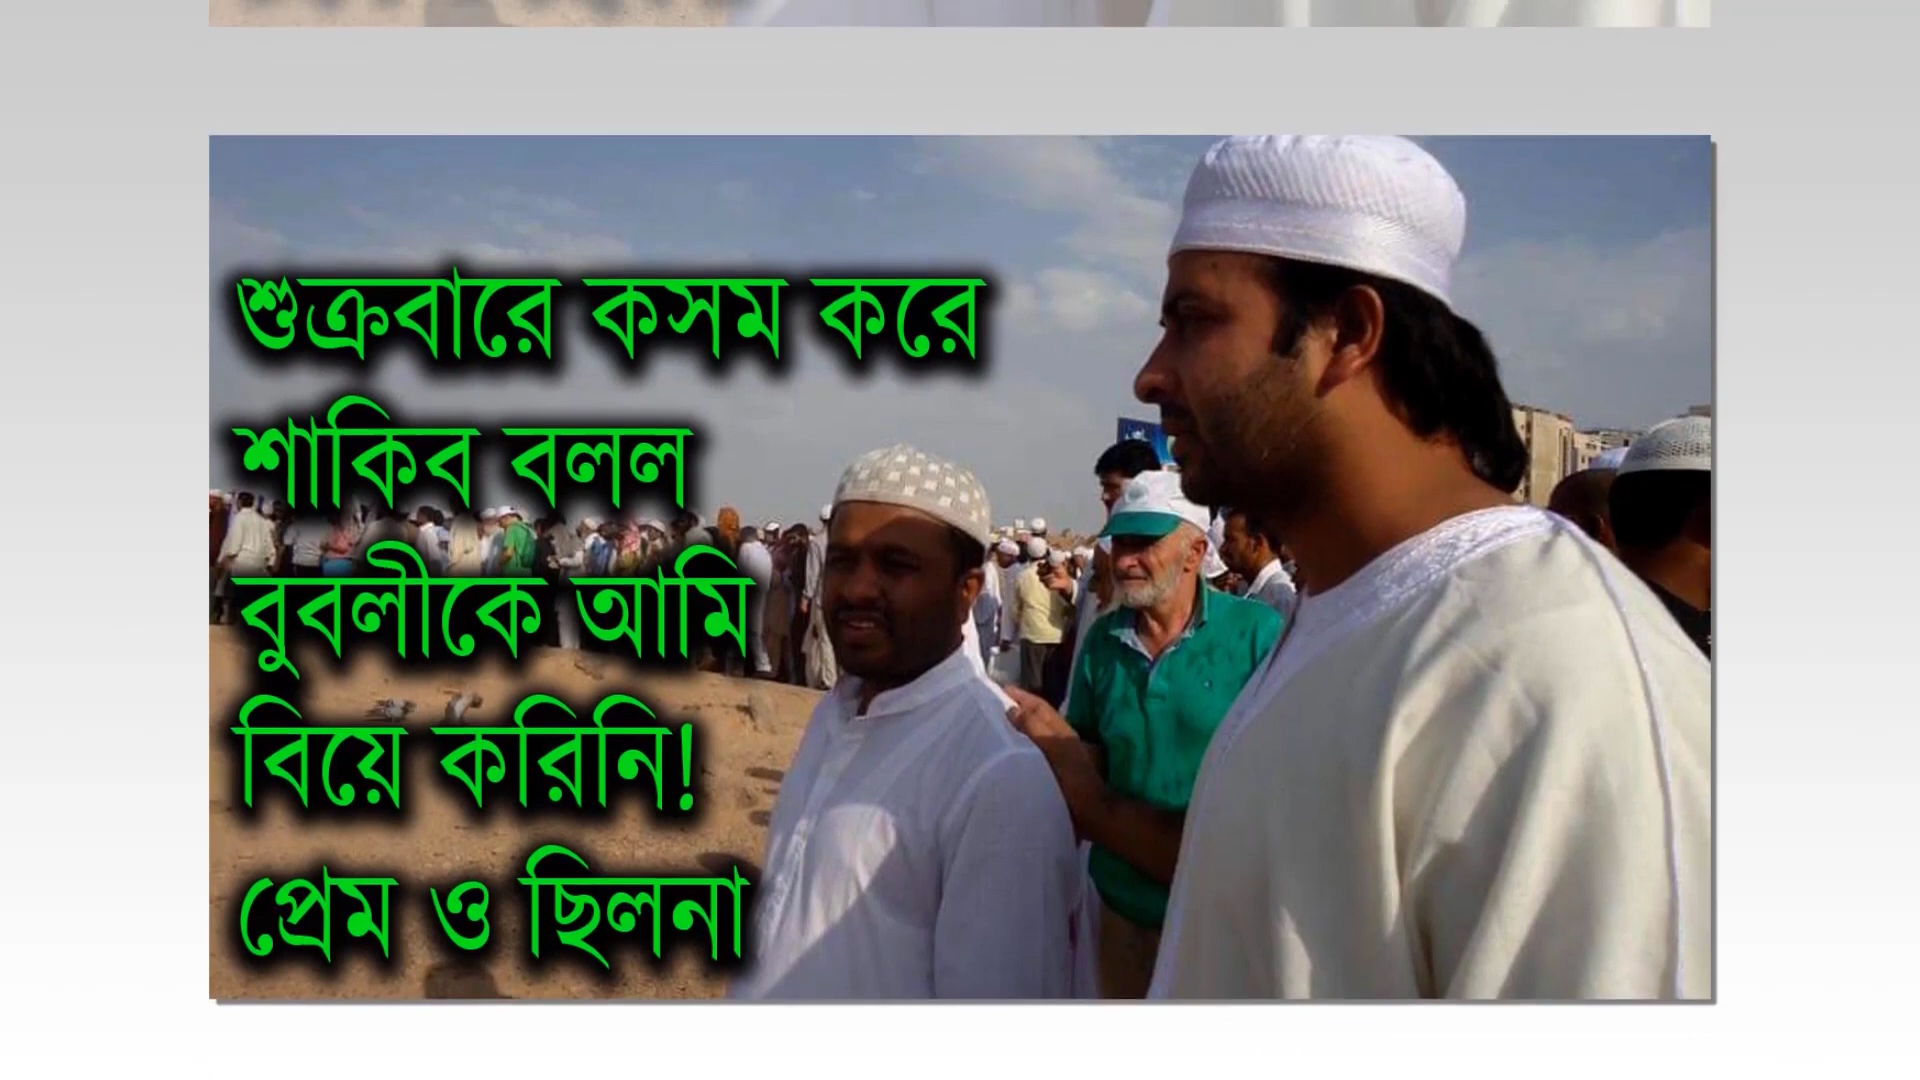 শুক্রবারে কসম করে
শাকিব বলল
বুবলীকে আমি
বিয়ে করিনি!
প্রেম ও ছিলনা